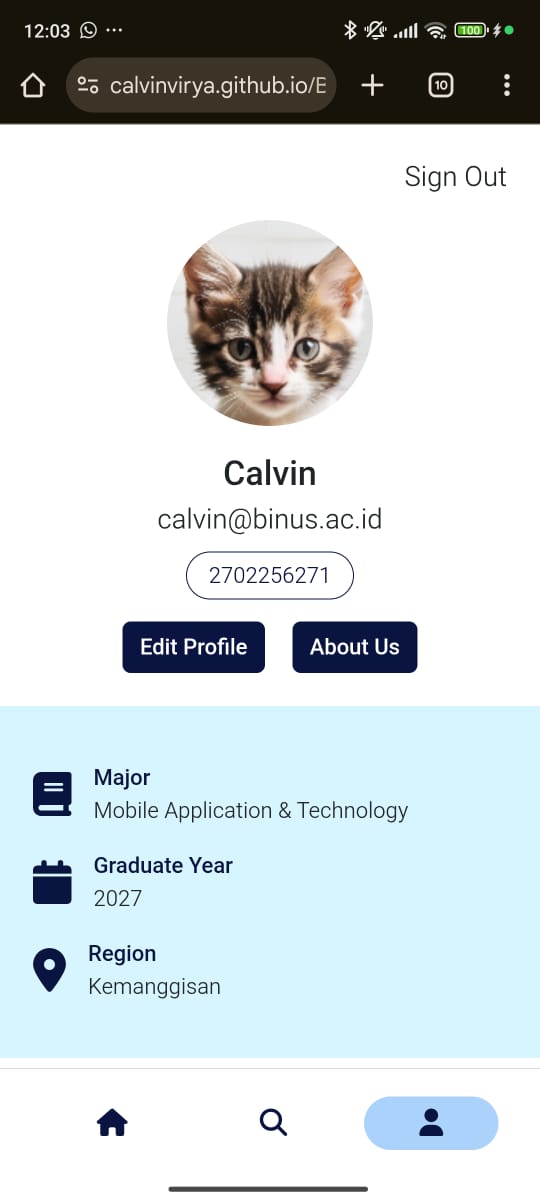 12:03
100
calvinvirya.github.io/E
10
Sign Out
Calvin
calvin@binus.ac.id
2702256271
Edit Profile
About Us
Major
Mobile Application & Technology
Graduate Year
2027
Region
Kemanggisan